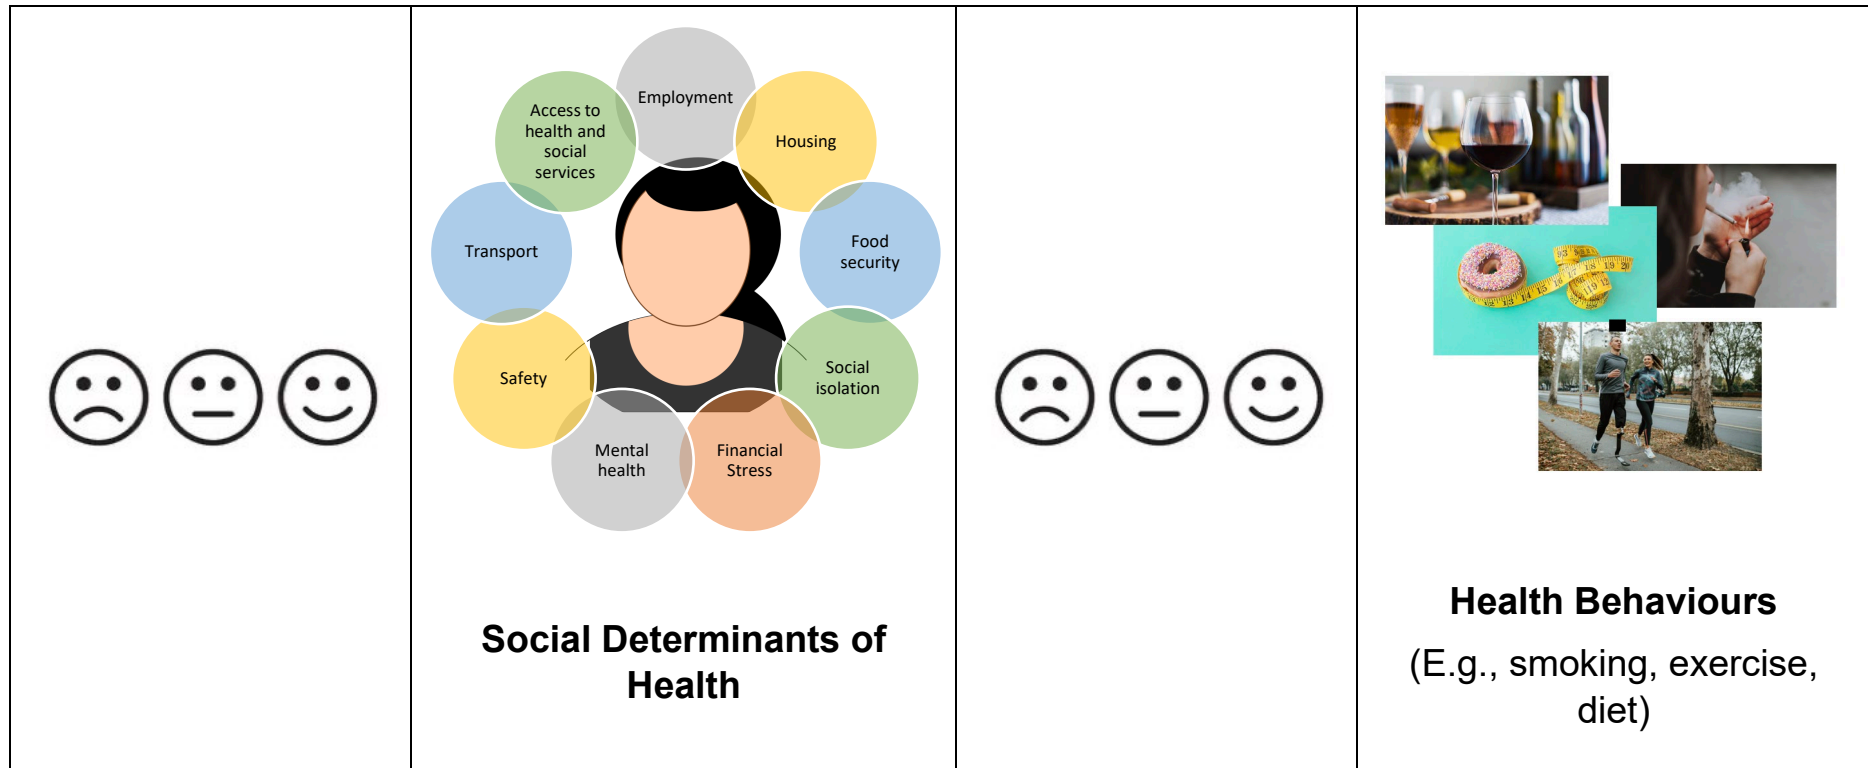 Employment
Access to
health and
social
services
Housing
Transport
Food
security
Safety
Social
isolation
Mental
health
Financial
Stress
Social Determinants of
Health
Health Behaviours
(E.g., smoking, exercise,
diet)